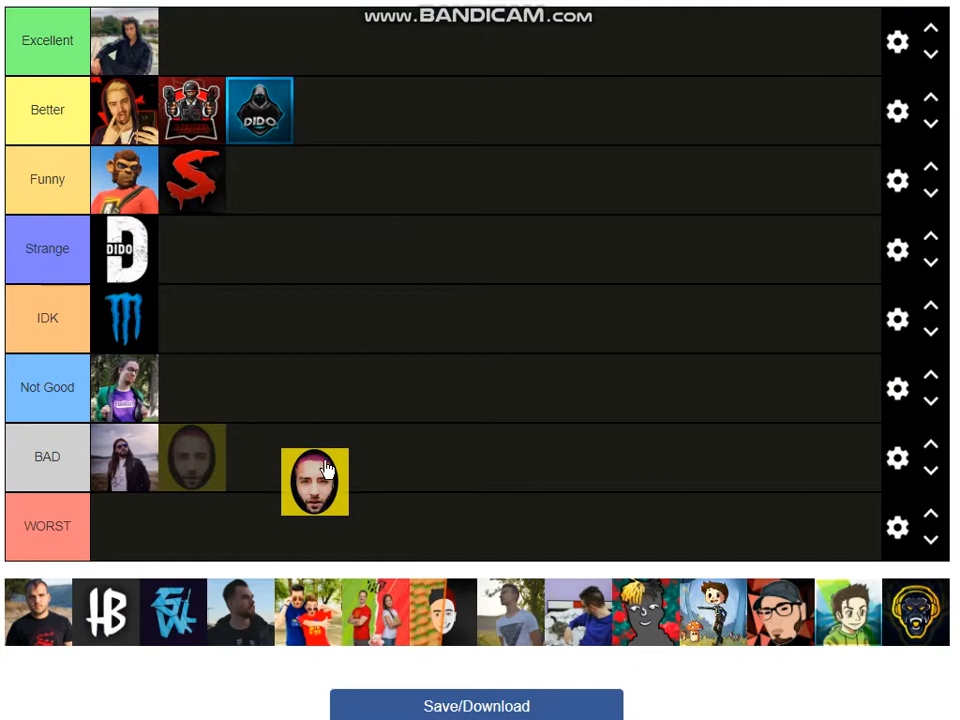 www.BANDICAM.com
Excellent
Better
DIDO
Funny
S
Strange
D
DIDO
IDK
Not Good
BAD
WORST
HB
Save/Download